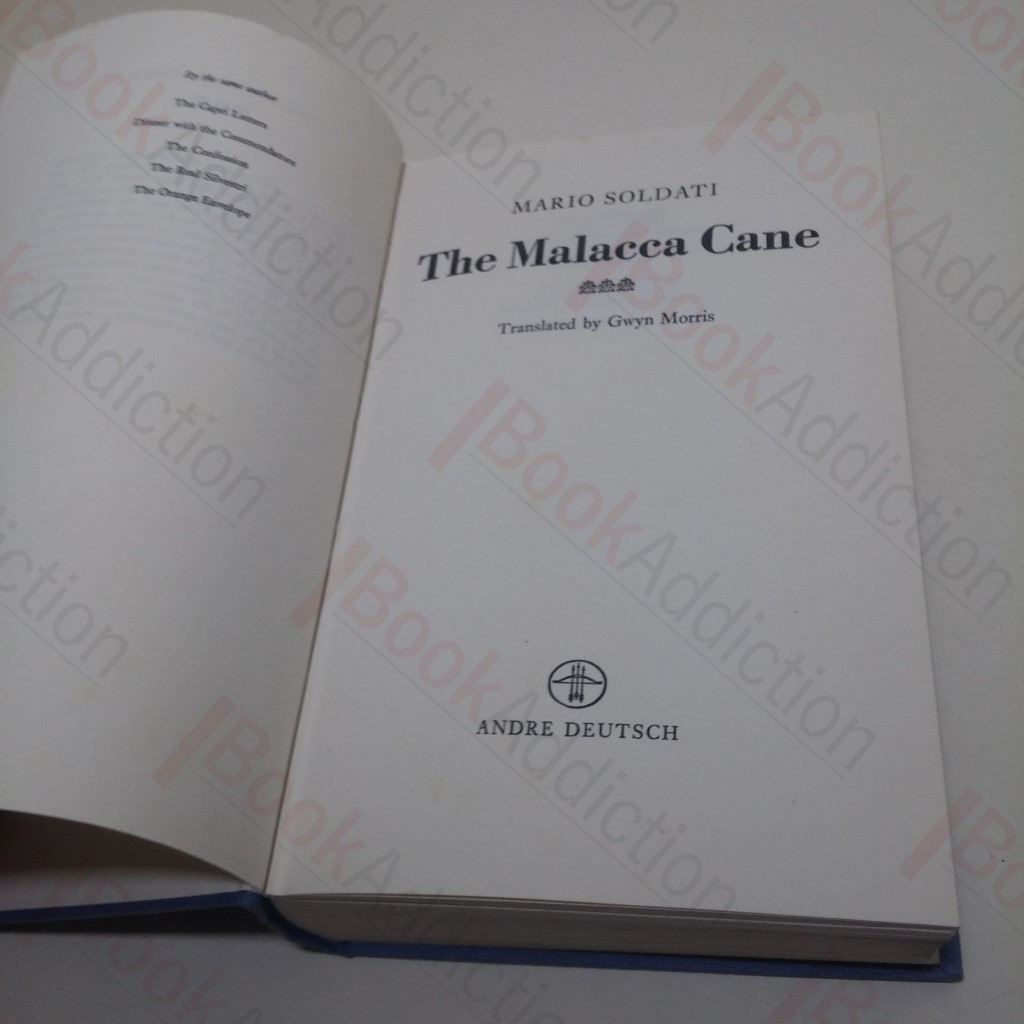 By the same author
The Capri Letters
Dinner with the Commendatore
The Confession
The Real Silvestri
The Orange Envelope
MARIO SOLDATI
The Malacca Cane
Translated by Gwyn Morris
ANDRE DEUTSCH
BookAddiction